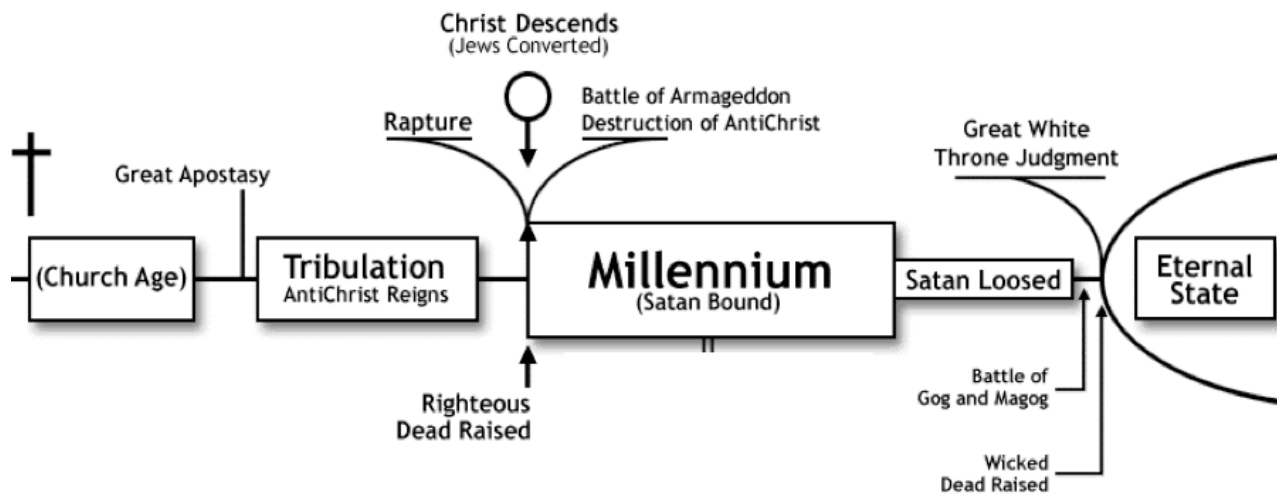 Christ Descends
(Jews Converted)
Rapture
Battle of Armageddon
Destruction of AntiChrist
Great White
Throne Judgment
Great Apostasy
(Church Age)
Tribulation
AntiChrist Reigns
Millennium
(Satan Bound)
Satan Loosed
Eternal
State
Righteous
Dead Raised
Battle of
Gog and Magog
Wicked
Dead Raised